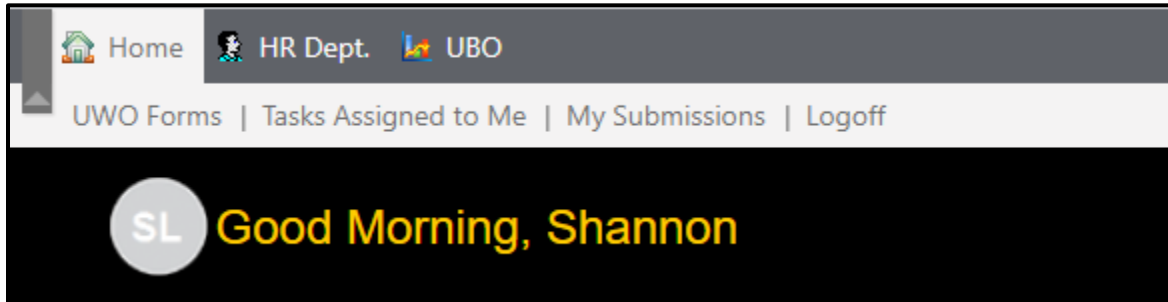 Home HR Dept. UBO
UWO Forms | Tasks Assigned to Me | My Submissions | Logoff
SL Good Morning, Shannon